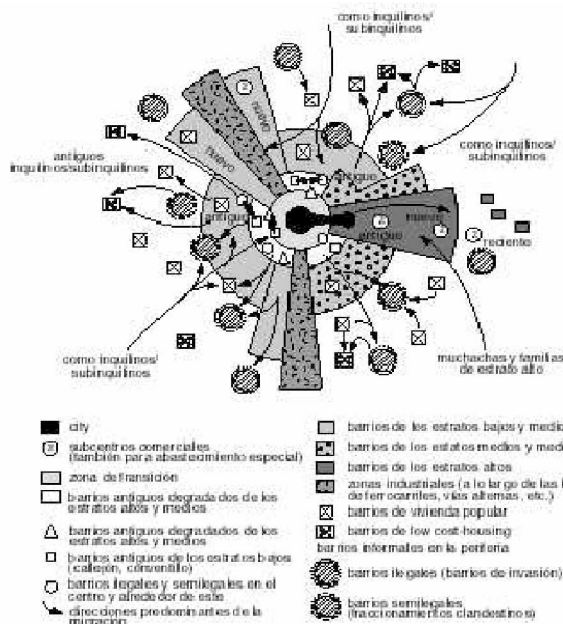 como inquilinos/
subinquilinos
nuevo
nuevo
antiguos
inquilinos/subinquilinos
antiguo
como inquilinos/
subinquilinos
antiguo
nuevo
antiguo
reciente
como inquilinos/
subinquilinos
muchachas y familias
de estrato alto
city
subcentros comerciales
(también para abastecimiento especial)
zona de transición
barrios antiguos degradados de los
estratos altos y medios
barrios antiguos degradados de los
estratos altos y medios
barrios antiguos de los estratos bajos
(callejón, conventillo)
barrios ilegales y semilegales en el
centro y alrededor de este
direcciones predominantes de la
migración
barrios de los estratos bajos y medio
barrios de los estatos medios y med
barrios de los estratos altos
zonas industriales (a lo largo de las l
de ferrocarriles, vías alternas, etc.)
barrios de vivienda popular
barrios de low cost-housing
barrios informales en la periferia
barrios ilegales (barrios de invasión)
barrios semilegales
(fraccionamientos clandestinos)